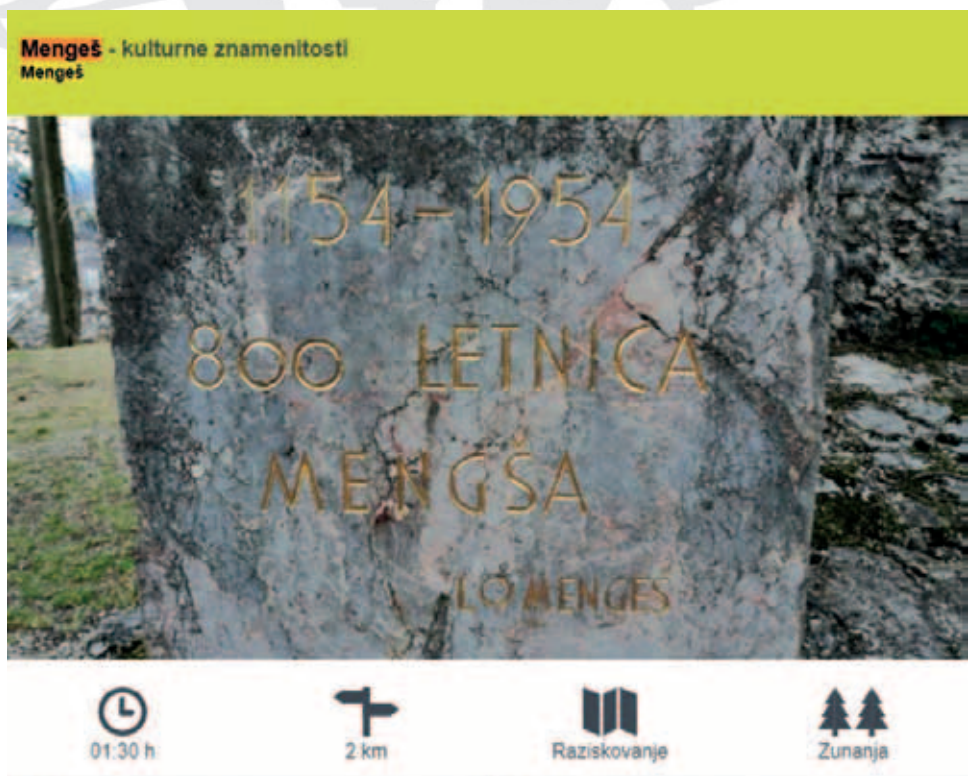 Mengeš - kulturne znamenitosti
Mengeš
1154-1954
800 LETNICA
MENGŠA
LO MENGEŠ
01:30 h
2 km
Raziskovanje
Zunanja